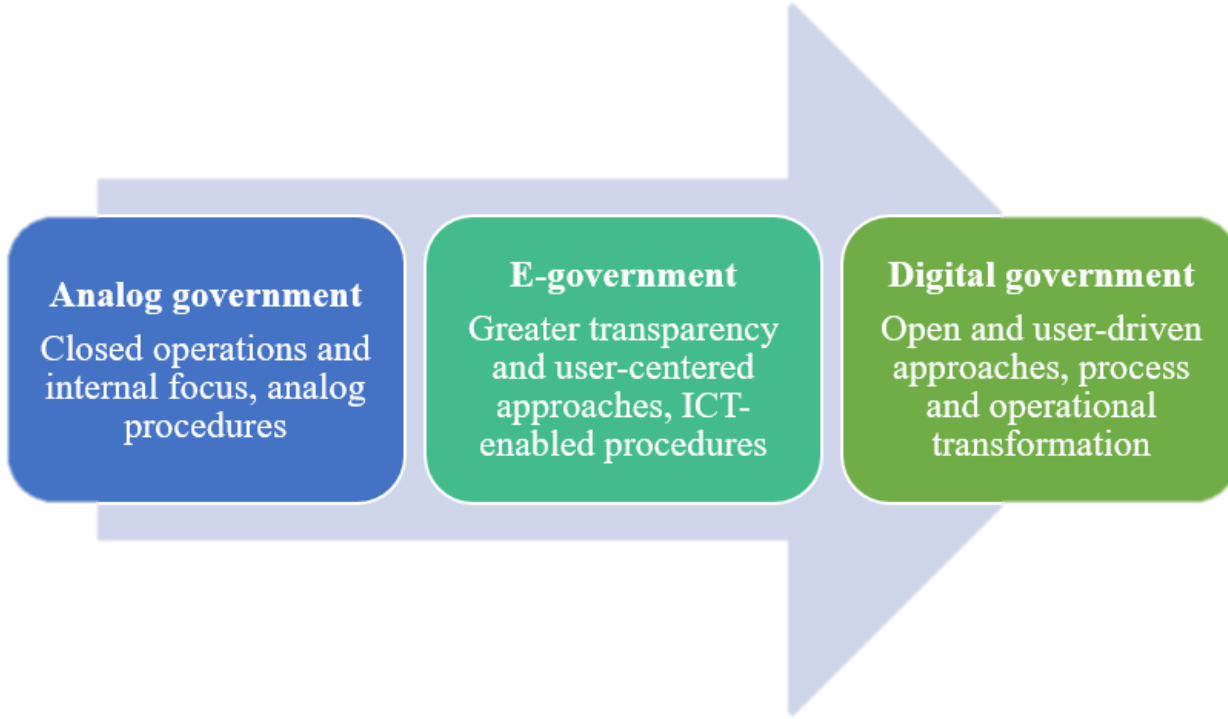 Analog government
Closed operations and
internal focus, analog
procedures
E-government
Greater transparency
and user-centered
approaches, ICT-
enabled procedures
Digital government
Open and user-driven
approaches, process
and operational
transformation